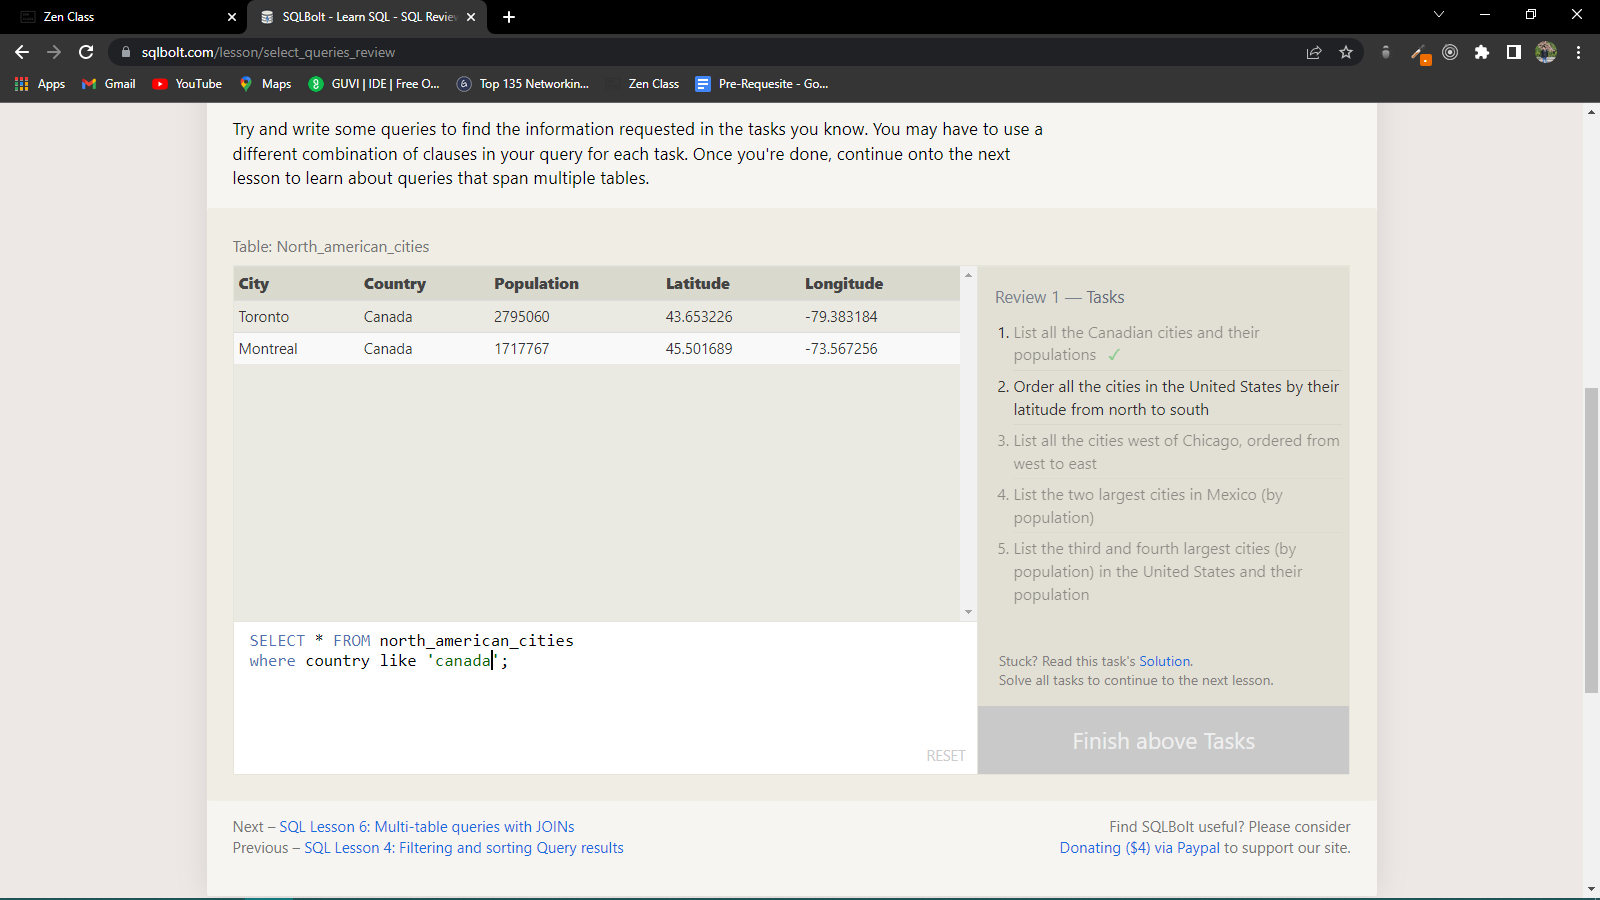 Zen Class
SQLBolt - Learn SQL - SQL Review
sqlbolt.com/lesson/select_queries_review
Apps
Gmail
YouTube
Maps
GUVI | IDE | Free O...
Top 135 Networkin...
Zen Class
Pre-Requesite - Go...
Try and write some queries to find the information requested in the tasks you know. You may have to use a
different combination of clauses in your query for each task. Once you're done, continue onto the next
lesson to learn about queries that span multiple tables.
Table: North_american_cities
City Country Population Latitude Longitude
Toronto Canada 2795060 43.653226 -79.383184
Montreal Canada 1717767 45.501689 -73.567256
SELECT * FROM north_american_cities
where country like 'canada';
RESET
Review 1 — Tasks
1. List all the Canadian cities and their
populations ✓
2. Order all the cities in the United States by their
latitude from north to south
3. List all the cities west of Chicago, ordered from
west to east
4. List the two largest cities in Mexico (by
population)
5. List the third and fourth largest cities (by
population) in the United States and their
population
Stuck? Read this task's Solution.
Solve all tasks to continue to the next lesson.
Finish above Tasks
Next – SQL Lesson 6: Multi-table queries with JOINs
Previous – SQL Lesson 4: Filtering and sorting Query results
Find SQLBolt useful? Please consider
Donating ($4) via Paypal to support our site.